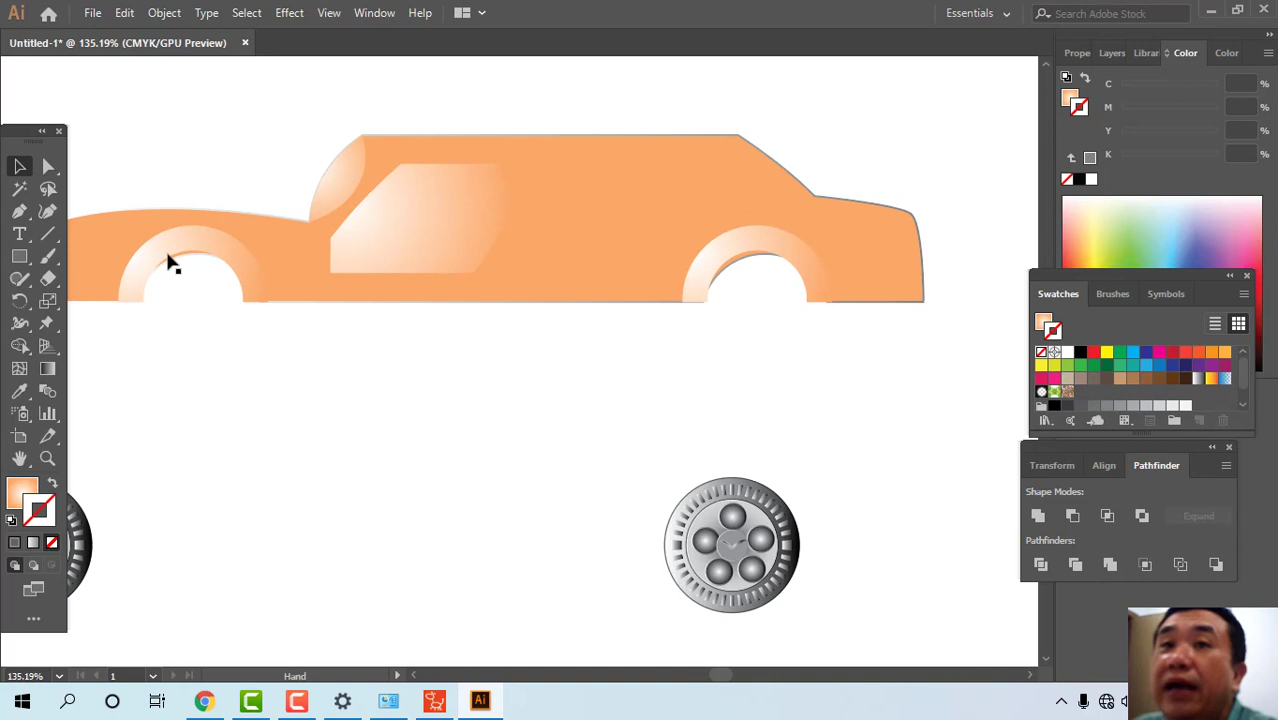 Ai File Edit Object Type Select Effect View Window Help Essentials Search Adobe Stock
Untitled-1* @ 135.19% (CMYK/GPU Preview) ×
Prope Layers Librar Color Color
C %
M %
Y %
K %
Swatches Brushes Symbols
Transform Align Pathfinder
Shape Modes:
Expand
Pathfinders:
135.19% 1 Hand
Ai